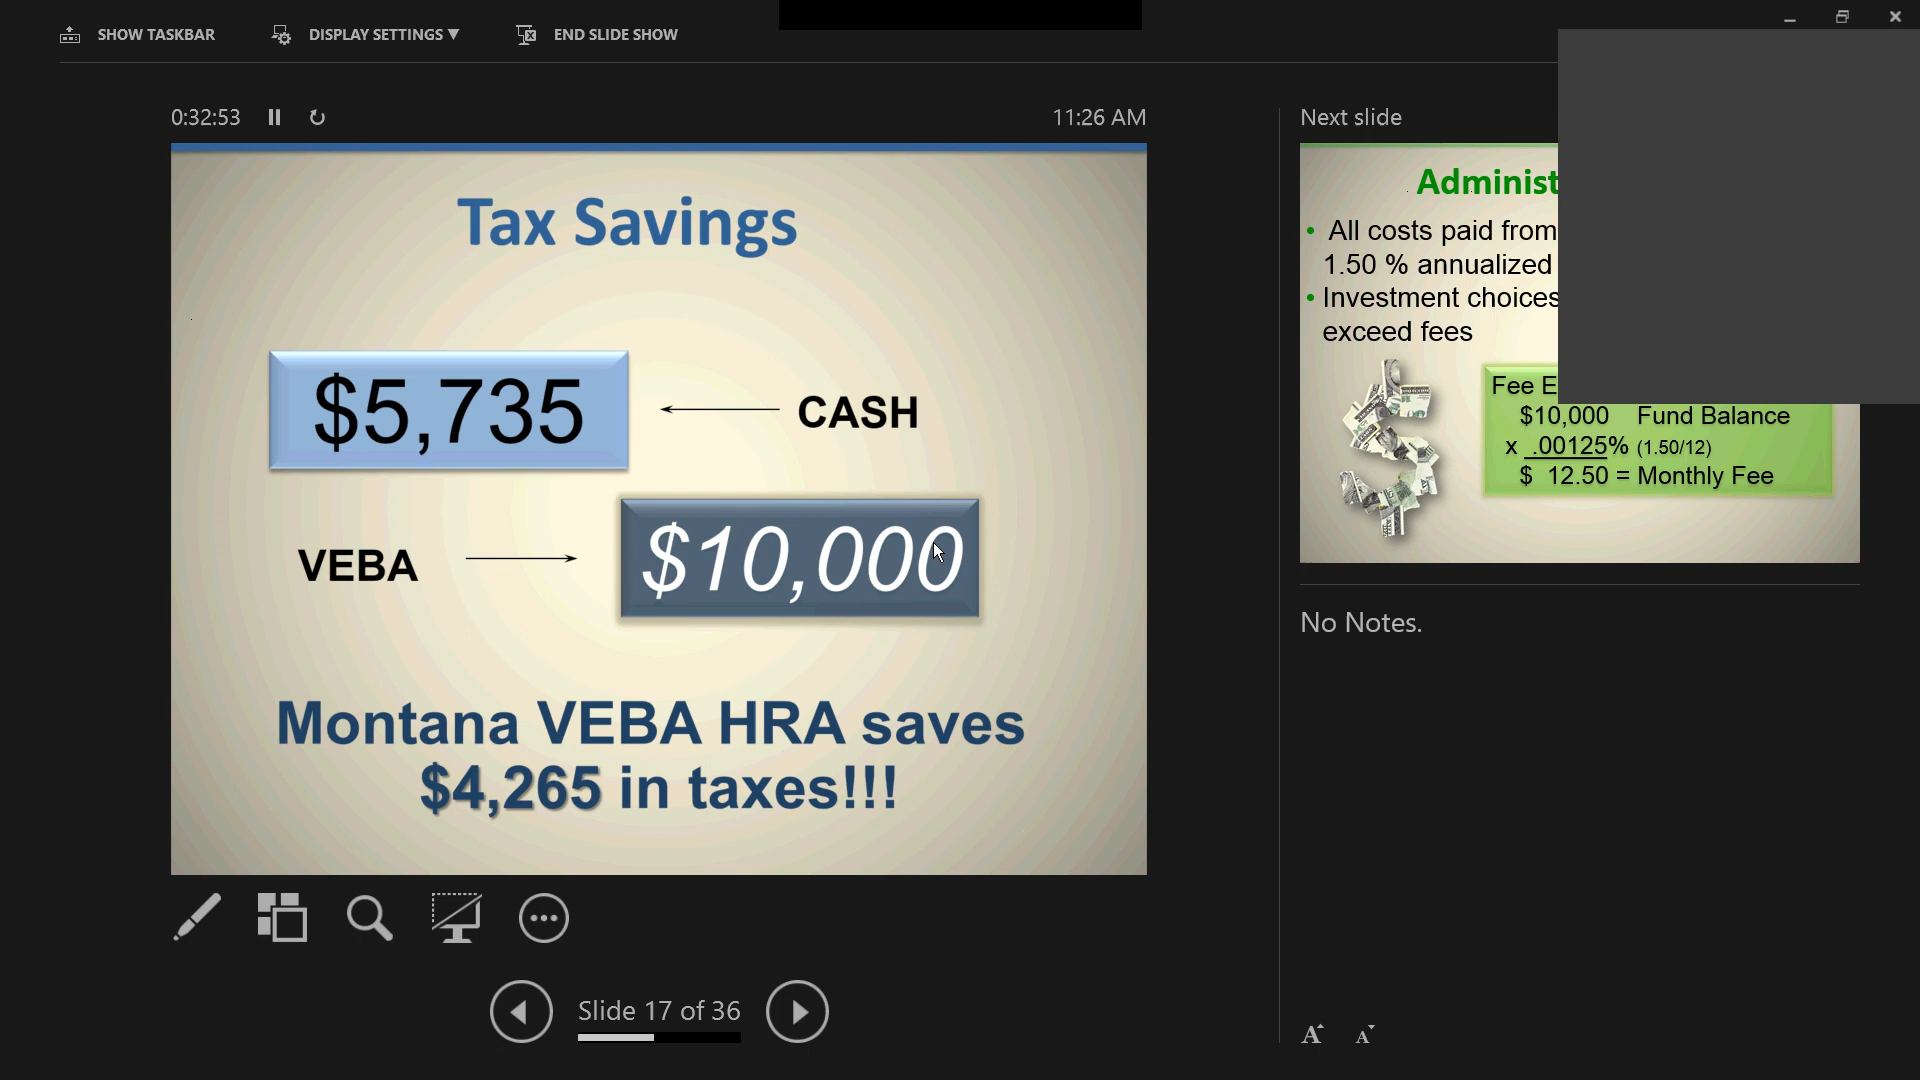 SHOW TASKBAR
DISPLAY SETTINGS ▼
END SLIDE SHOW
0:32:53
11:26 AM
Tax Savings
$5,735
CASH
VEBA
$10,000
Montana VEBA HRA saves
$4,265 in taxes!!!
Slide 17 of 36
Next slide
• All costs paid from
1.50 % annualized
• Investment choices
exceed fees
Fee
$10,000 Fund Balance
x .00125% (1.50/12)
$ 12.50 = Monthly Fee
No Notes.
A A